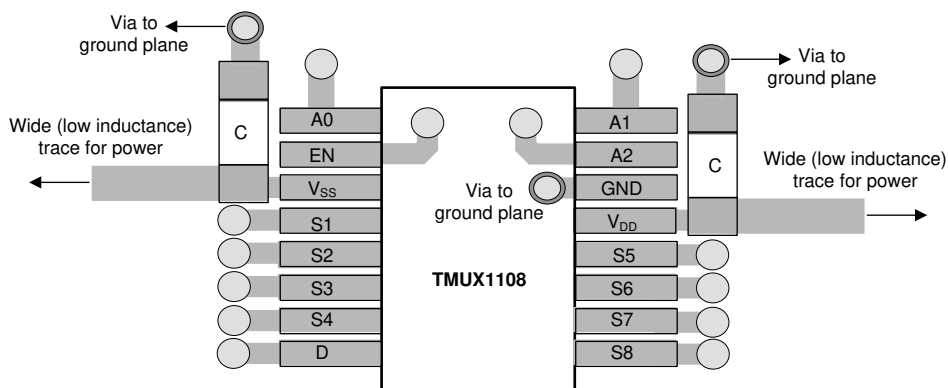 Via to
ground plane
Via to
ground plane
Wide (low inductance)
trace for power
C
A0
EN
V_SS
S1
S2
S3
S4
D
Via to
ground plane
TMUX1108
A1
A2
GND
V_DD
S5
S6
S7
S8
C
Wide (low inductance)
trace for power